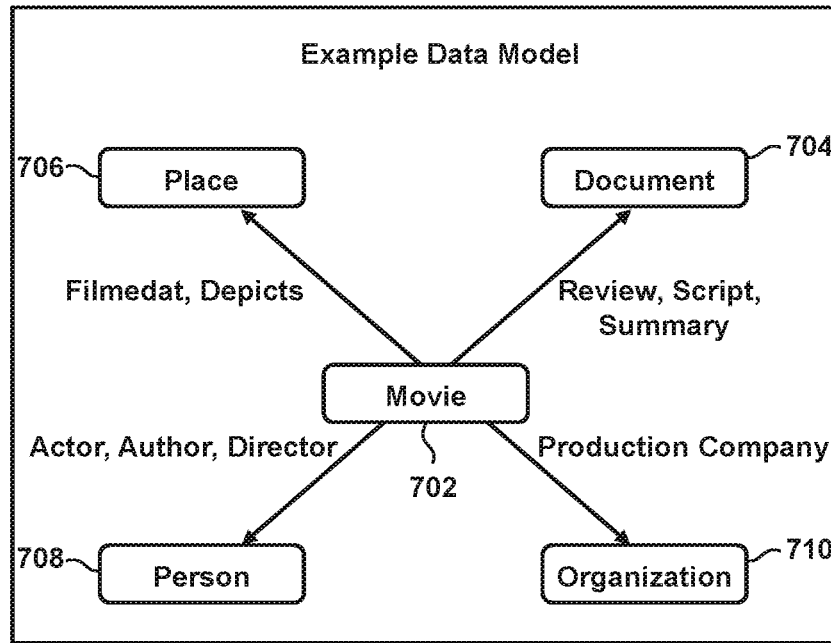 Example Data Model
706
Place
Document
704
Filmedat, Depicts
Review, Script,
Summary
Movie
Actor, Author, Director
702
Production Company
708
Person
Organization
710